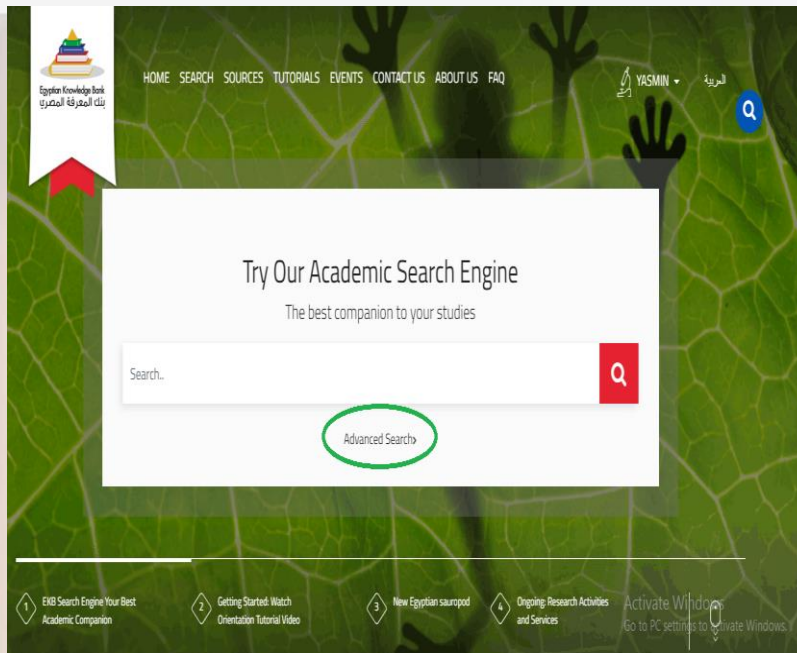 Egyptian Knowledge Bank
بنك المعرفة المصري
HOME SEARCH SOURCES TUTORIALS EVENTS CONTACT US ABOUT US FAQ
YASMIN
العربية
Try Our Academic Search Engine
The best companion to your studies
Search..
Advanced Search›
1
EKB Search Engine Your Best
Academic Companion
2
Getting Started: Watch
Orientation Tutorial Video
3
New Egyptian sauropod
4
Ongoing: Research Activities
and Services
Activate Windows
Go to PC settings to activate Windows.